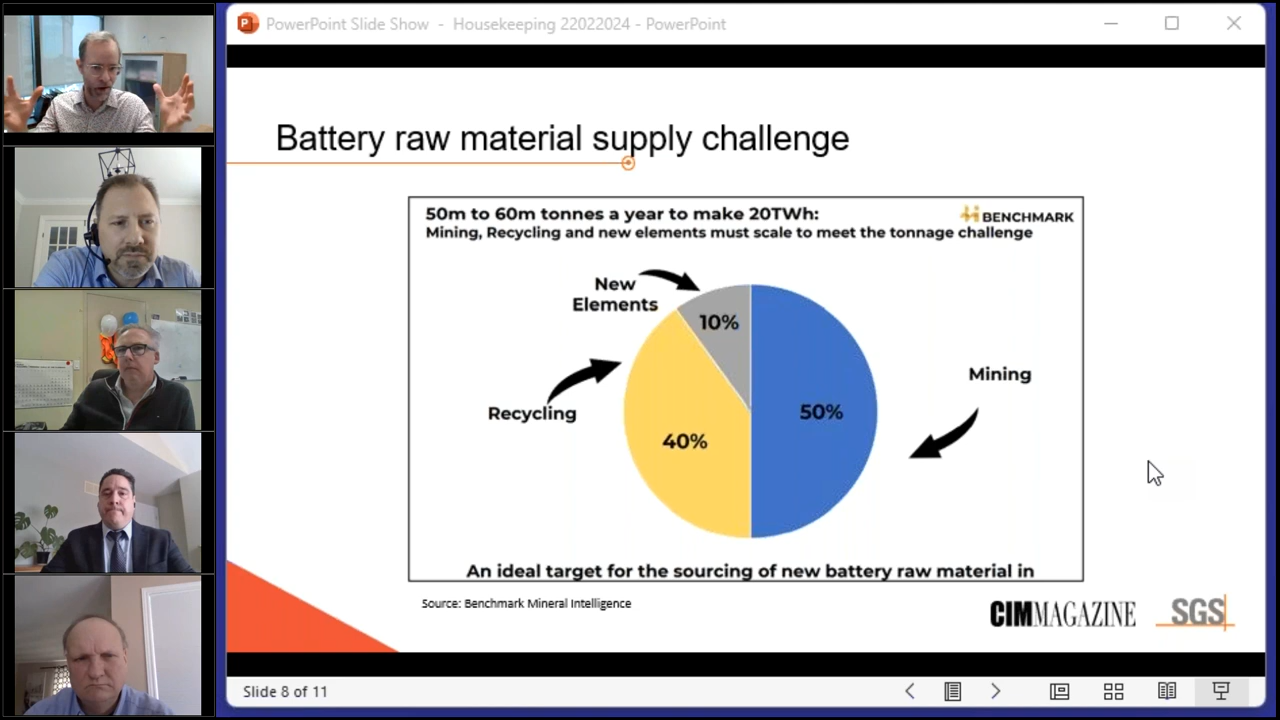 PowerPoint Slide Show - Housekeeping 22022024 - PowerPoint
Battery raw material supply challenge
50m to 60m tonnes a year to make 20TWh:
BENCHMARK
Mining, Recycling and new elements must scale to meet the tonnage challenge
New
Elements
10%
Mining
Recycling
50%
40%
An ideal target for the sourcing of new battery raw material in
Source: Benchmark Mineral Intelligence
CIMMAGAZINE
SGS
Slide 8 of 11